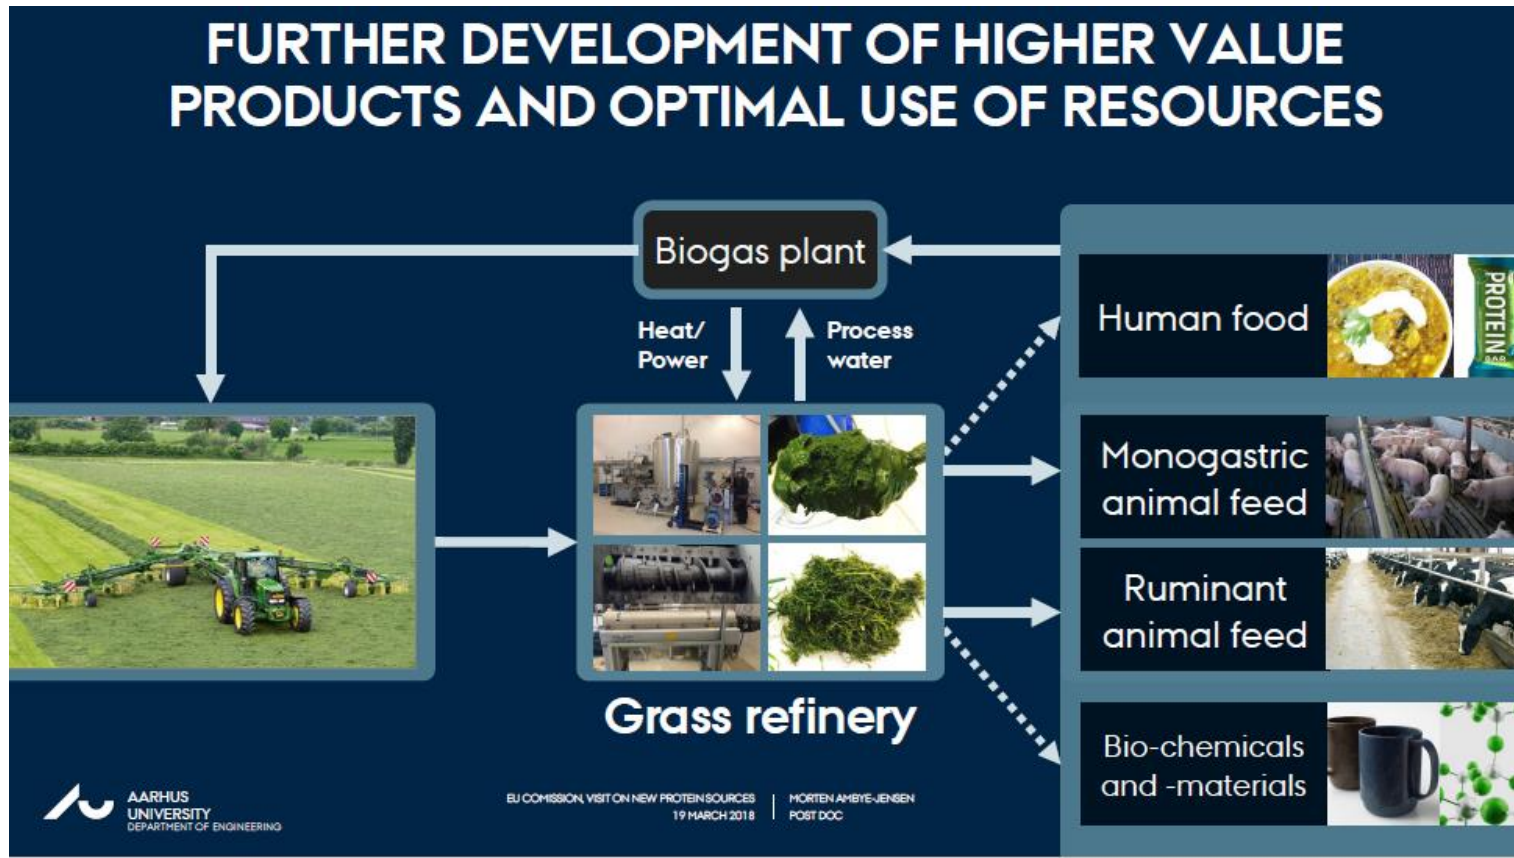 FURTHER DEVELOPMENT OF HIGHER VALUE
PRODUCTS AND OPTIMAL USE OF RESOURCES
Biogas plant
Heat/
Power
Process
water
Human food
PROTEIN
BAR
Monogastric
animal feed
Ruminant
animal feed
Grass refinery
Bio-chemicals
and -materials
AARHUS
UNIVERSITY
DEPARTMENT OF ENGINEERING
EU COMISSION, VISIT ON NEW PROTEIN SOURCES
19 MARCH 2018
MORTEN AMBYE-JENSEN
POST DOC